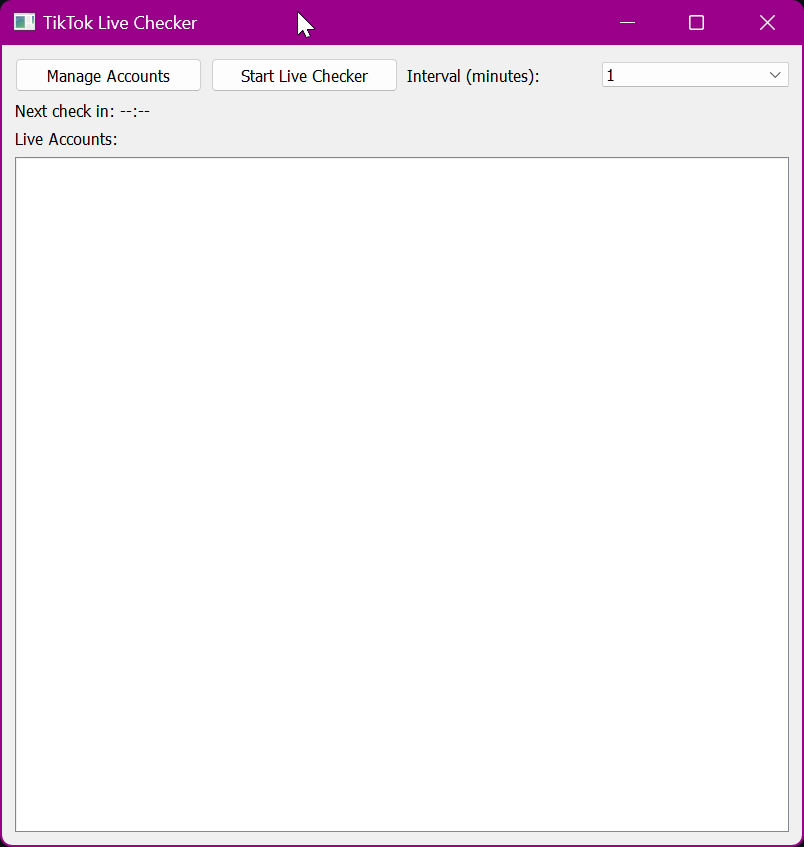 TikTok Live Checker
Manage Accounts Start Live Checker Interval (minutes): 1
Next check in: --:--
Live Accounts: